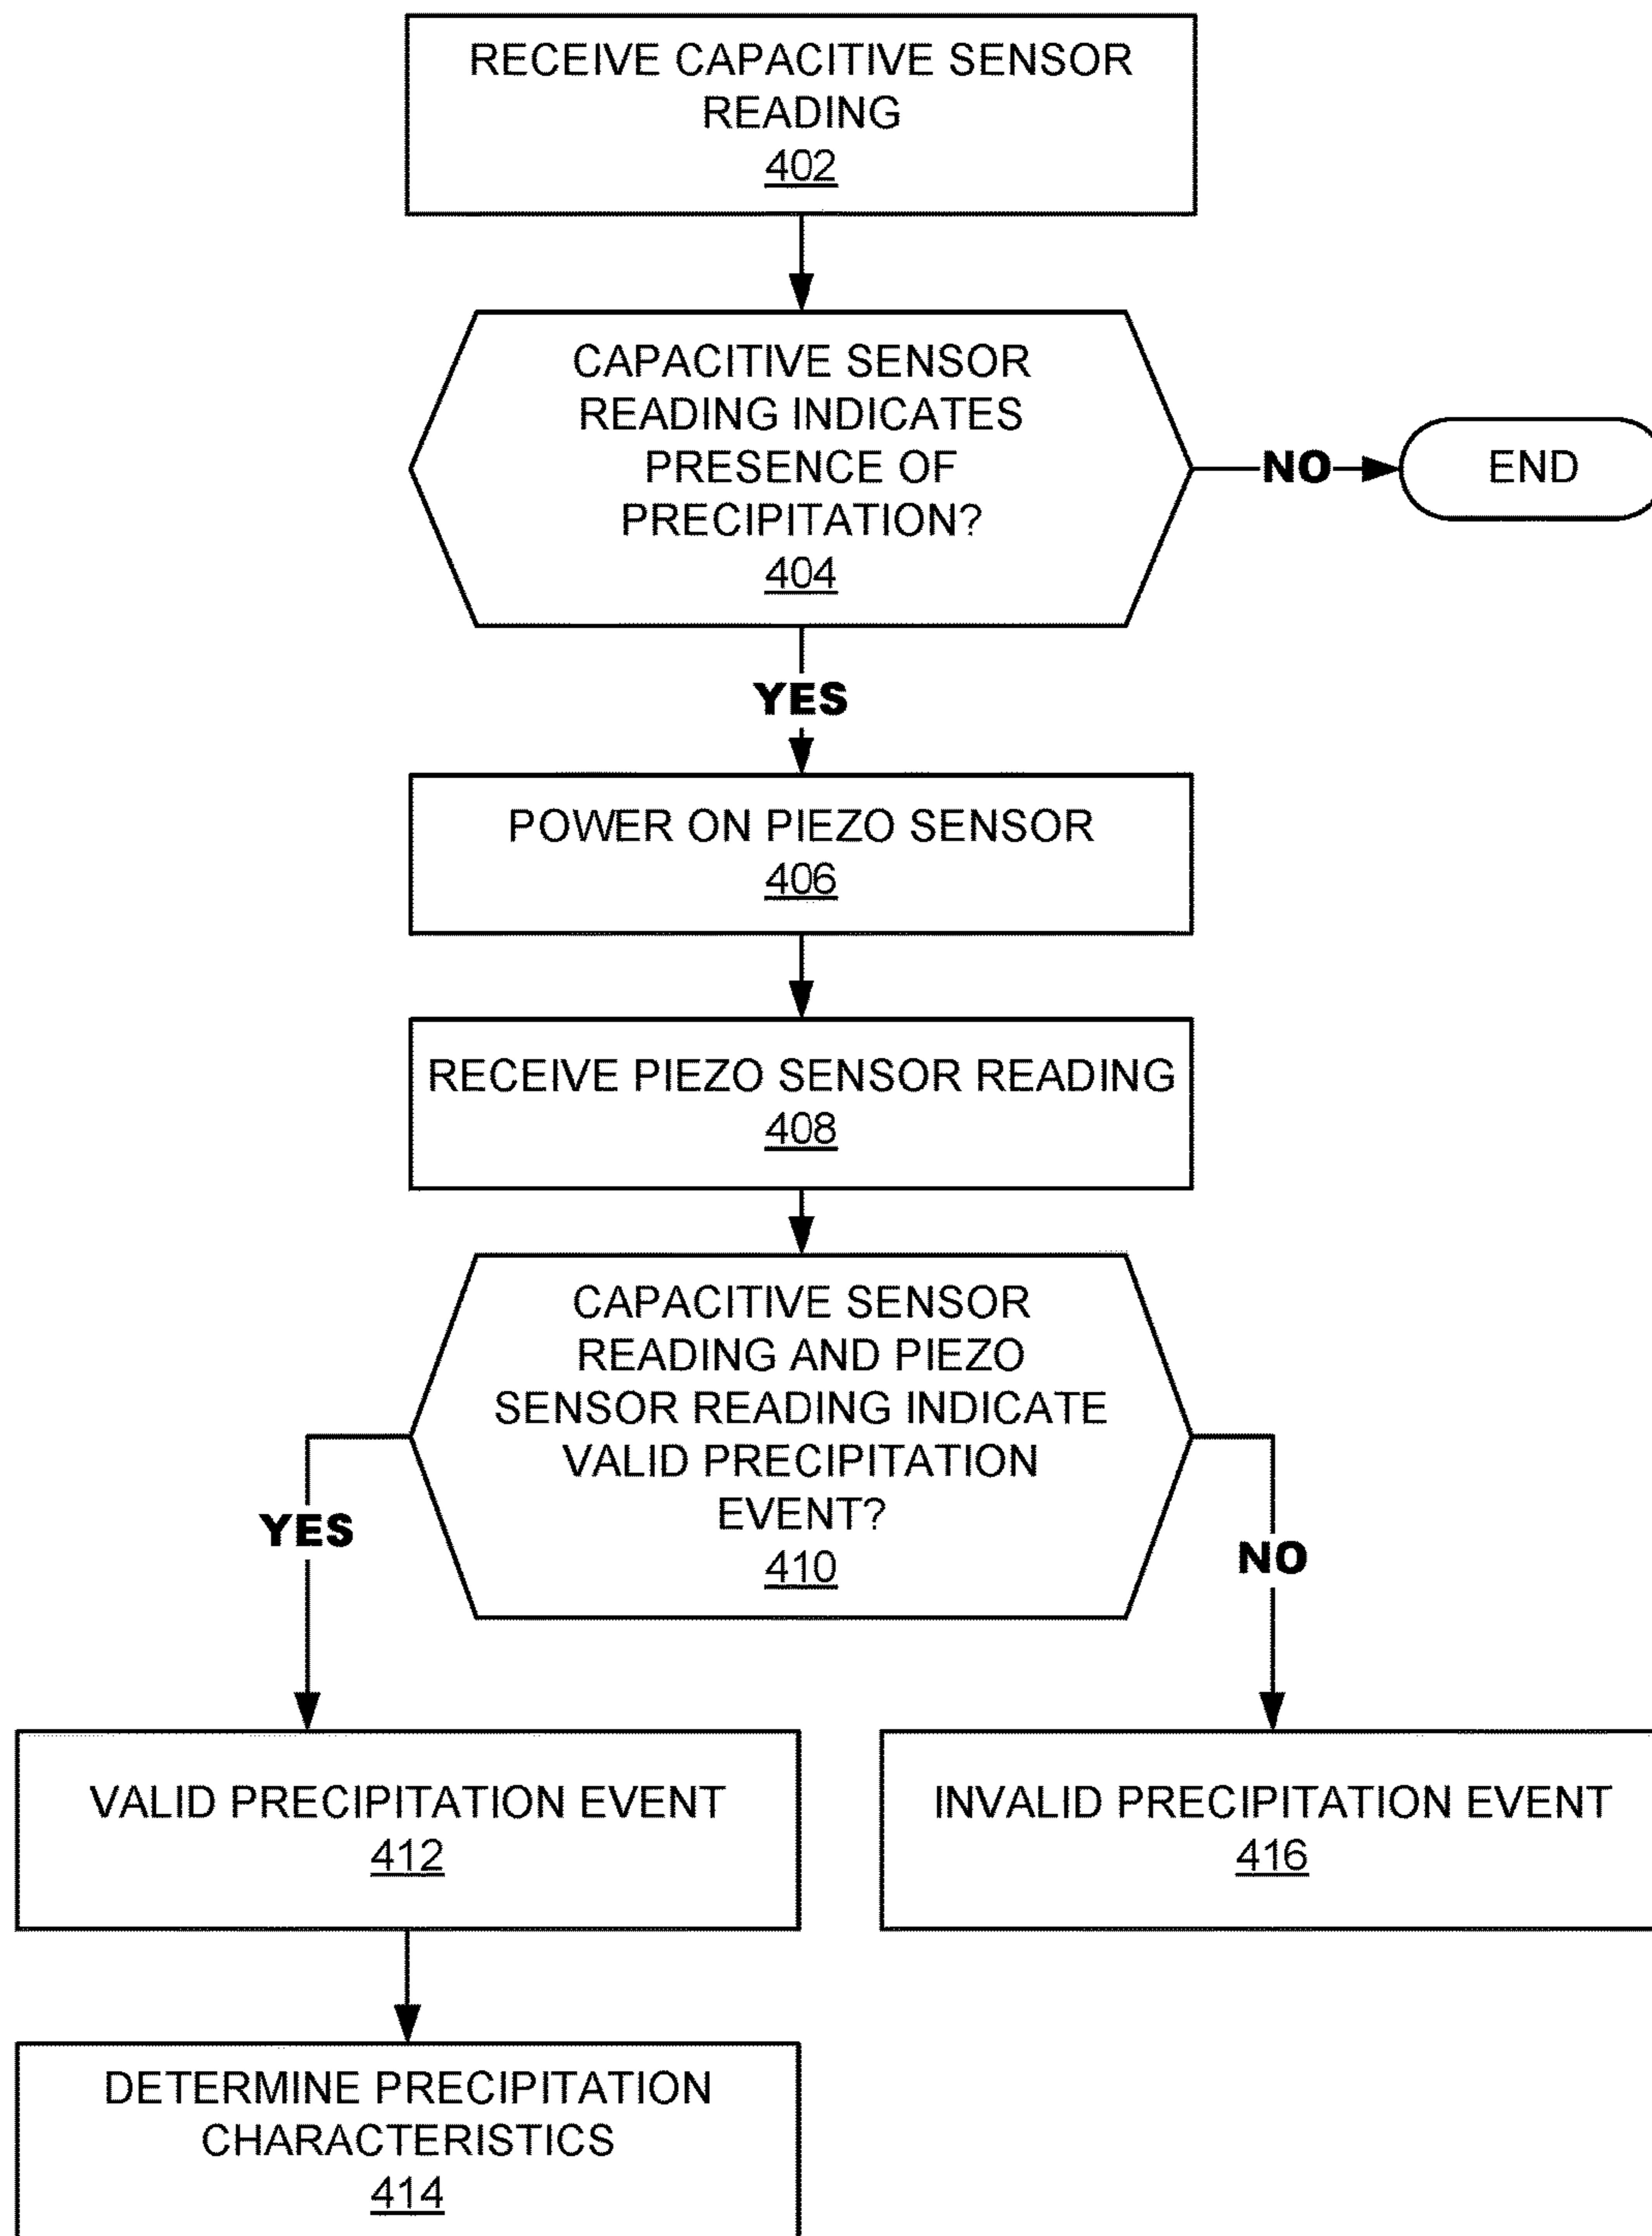 RECEIVE CAPACITIVE SENSOR
READING
402
CAPACITIVE SENSOR
READING INDICATES
PRESENCE OF
PRECIPITATION?
404
NO
END
YES
POWER ON PIEZO SENSOR
406
RECEIVE PIEZO SENSOR READING
408
CAPACITIVE SENSOR
READING AND PIEZO
SENSOR READING INDICATE
VALID PRECIPITATION
EVENT?
410
YES
NO
VALID PRECIPITATION EVENT
412
INVALID PRECIPITATION EVENT
416
DETERMINE PRECIPITATION
CHARACTERISTICS
414